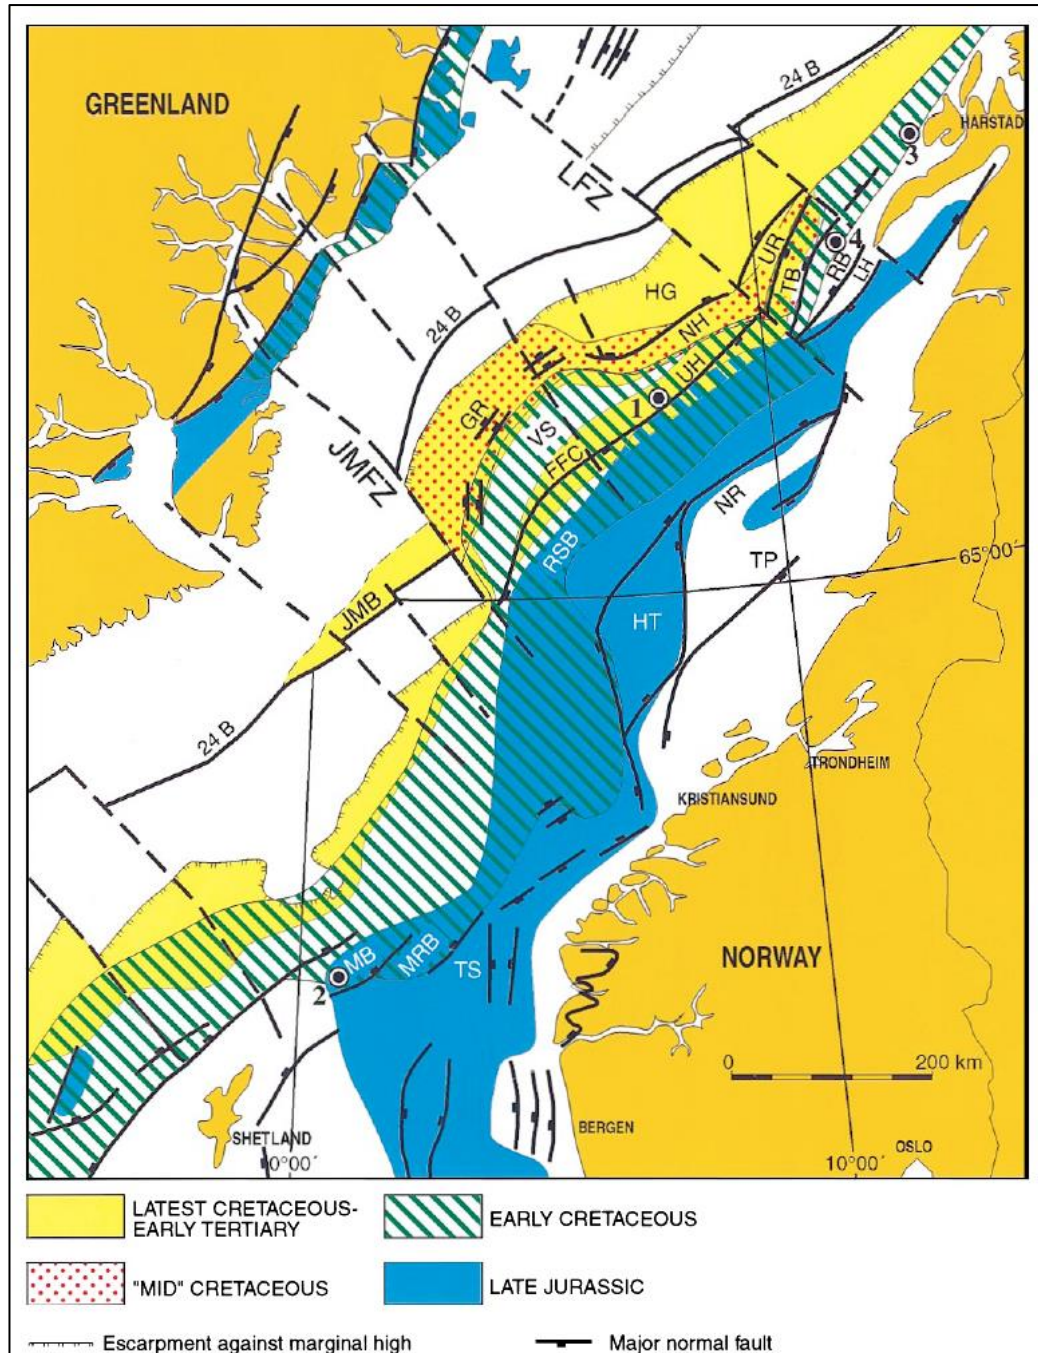 GREENLAND
24 B
HARSTAD
3
LFZ
4
UR
TB
RB
LH
HG
24 B
NH
UH
1
GR
VS
FFC
JMFZ
NR
RSB
TP
65°00´
JMB
HT
24 B
TRONDHEIM
KRISTIANSUND
MB
MRB
TS
2
NORWAY
0
200 km
BERGEN
SHETLAND
0°00´
10°00´
OSLO
LATEST CRETACEOUS-
EARLY TERTIARY
EARLY CRETACEOUS
"MID" CRETACEOUS
LATE JURASSIC
Escarpment against marginal high
Major normal fault